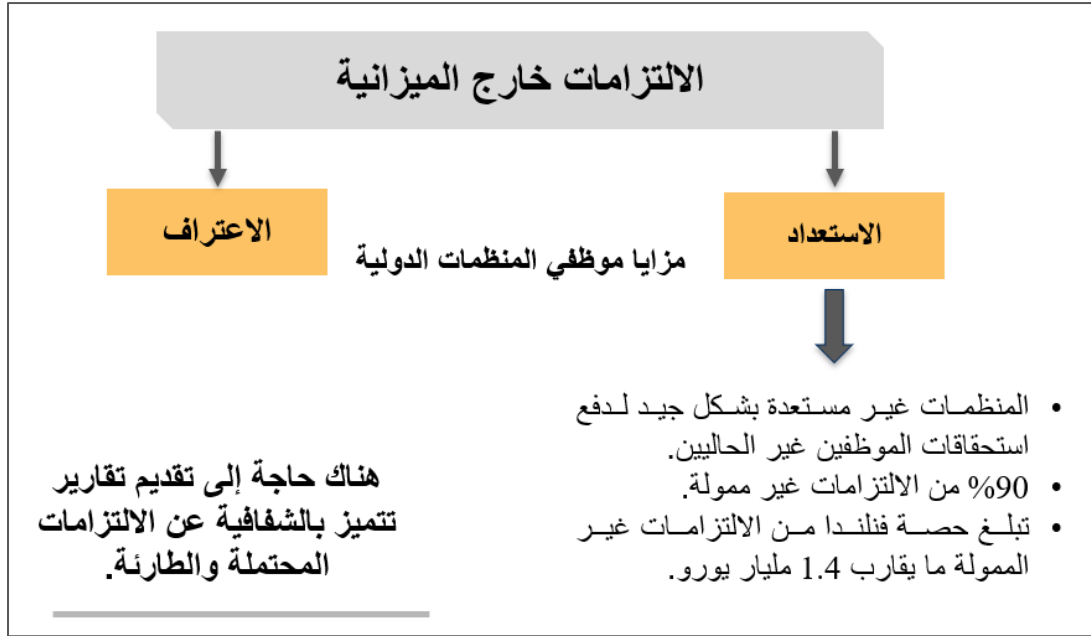 الالتزامات خارج الميزانية
الاستعداد
الاعتراف
مزايا موظفي المنظمات الدولية
• المنظمات غير مستعدة بشكل جيد لدفع
استحقاقات الموظفين غير الحاليين.
• 90% من الالتزامات غير ممولة.
• تبلغ حصة فنلندا من الالتزامات غير
الممولة ما يقارب 1.4 مليار يورو.
هناك حاجة إلى تقديم تقارير
تتميز بالشفافية عن الالتزامات
المحتملة والطارئة.